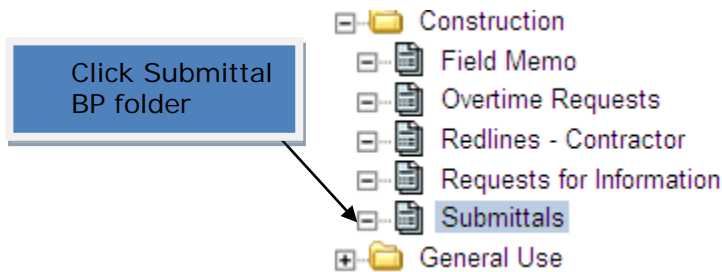 Construction
Click Submittal
BP folder
Field Memo
Overtime Requests
Redlines - Contractor
Requests for Information
Submittals
General Use